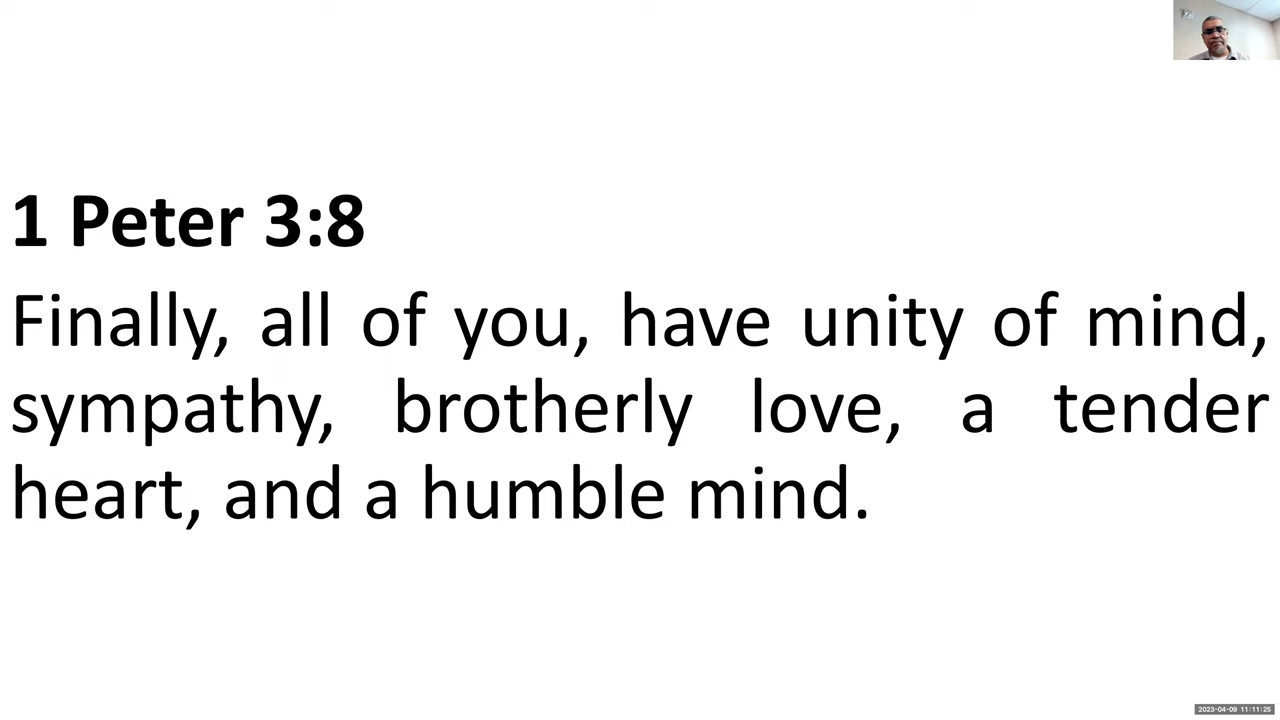 1 Peter 3:8
Finally, all of you, have unity of mind,
sympathy, brotherly love, a tender
heart, and a humble mind.
2023-04-09 11:11:25